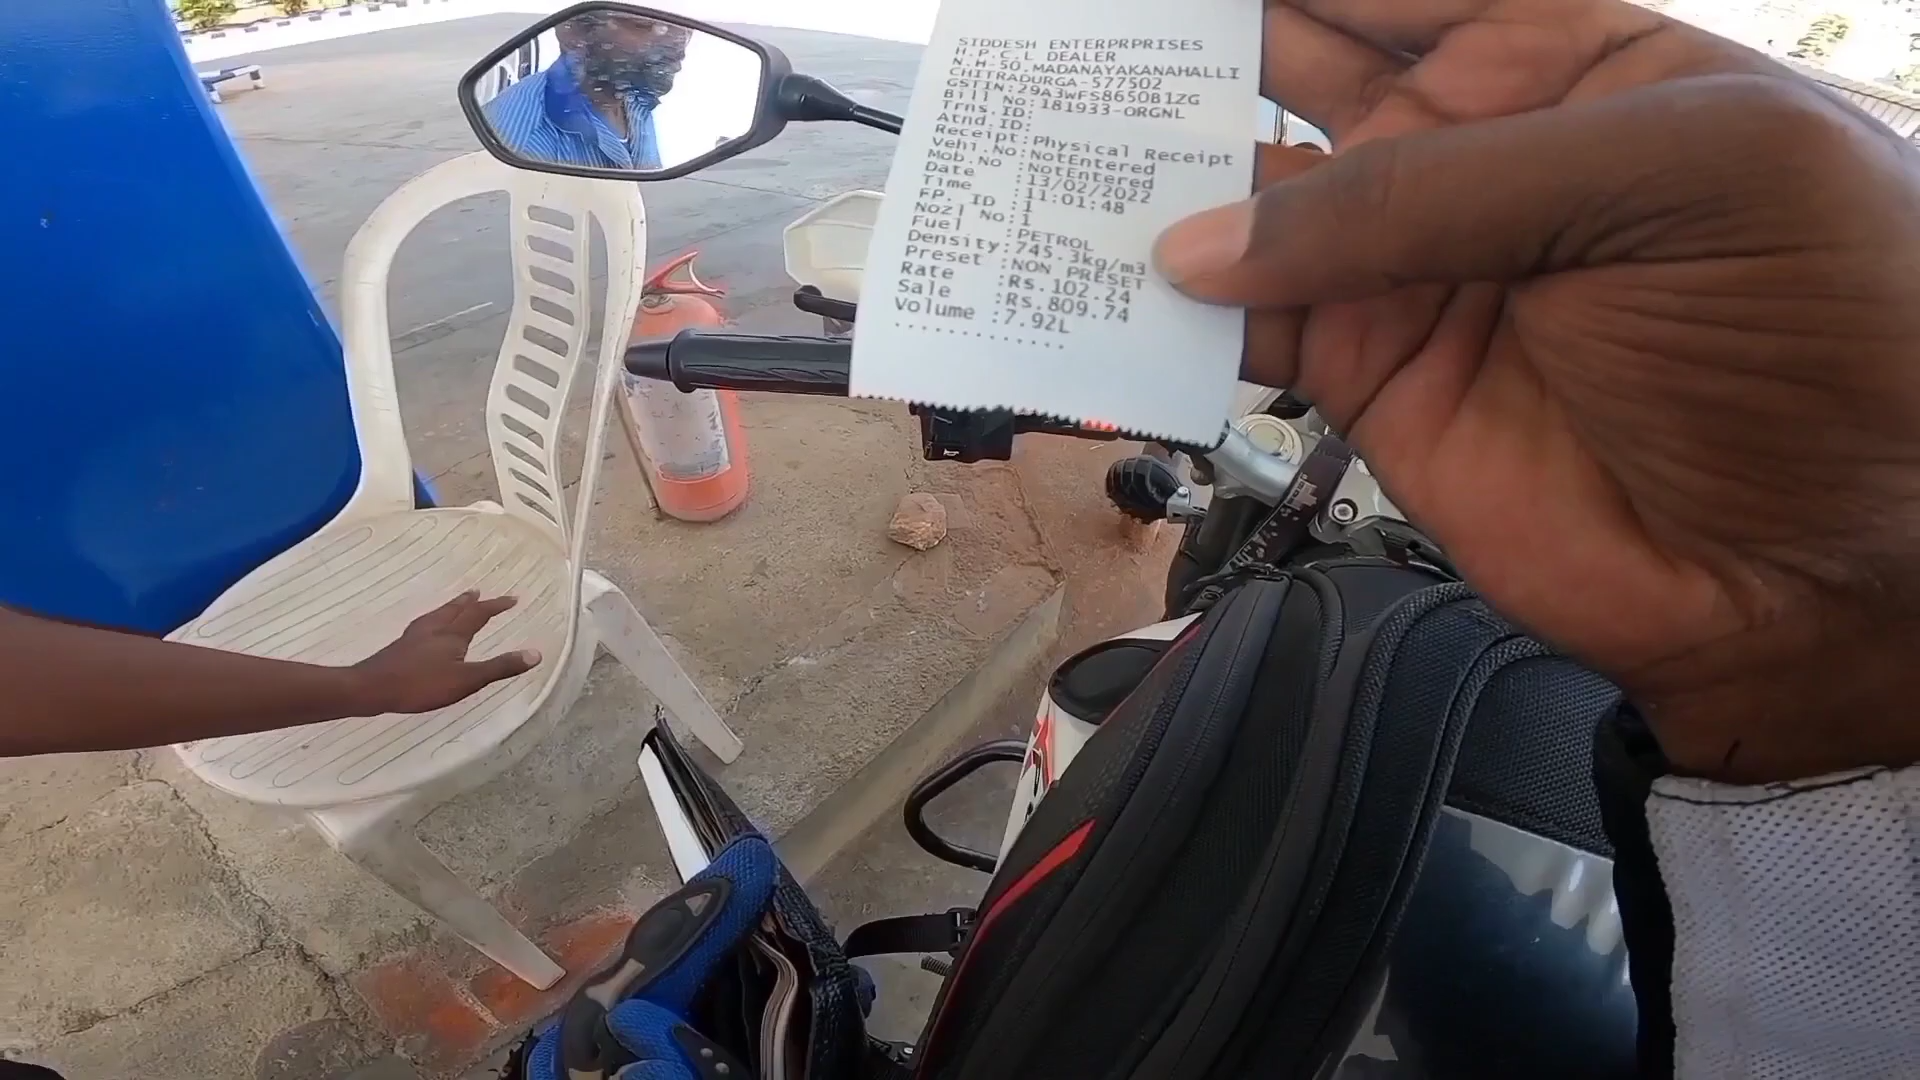 SIDDESH ENTERPRPRISES
H.P.C.L DEALER
N.H-50.MADANAYAKANAHALLI
CHITRADURGA-577502
GSTIN:29A3WFS8650B1ZG
Bill No:181933-ORGNL
Trns.ID:
Atnd.ID:
Receipt:Physical Receipt
Vehi.No:NotEntered
Mob.No :NotEntered
Date :13/02/2022
Time :11:01:48
FP. ID :1
Nozl No:1
Fuel :PETROL
Density:745.3kg/m3
Preset :NON PRESET
Rate :Rs.102.24
Sale :Rs.809.74
Volume :7.92L